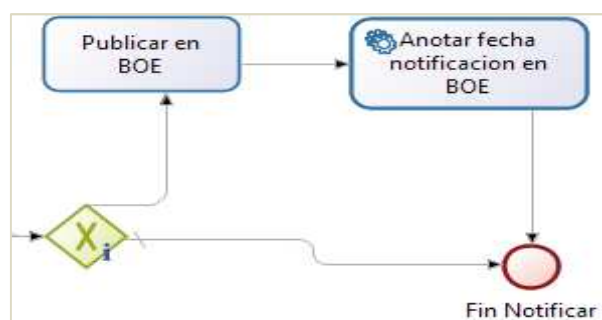 Publicar en
BOE
Anotar fecha
notificacion en
BOE
X
i
Fin Notificar